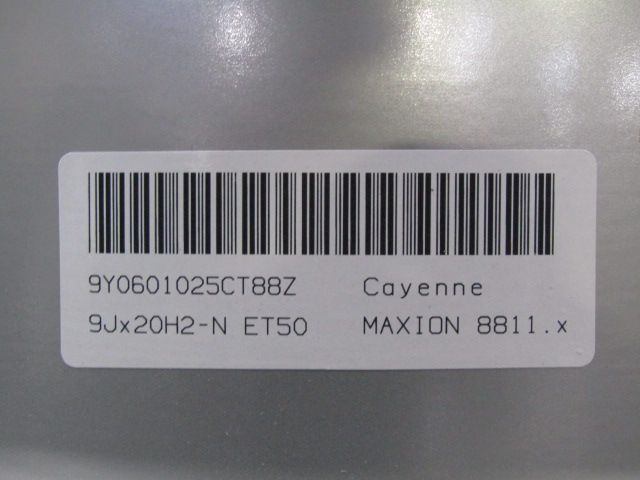 9Y0601025CT88Z Cayenne
9Jx20H2-N ET50 MAXION 8811.x